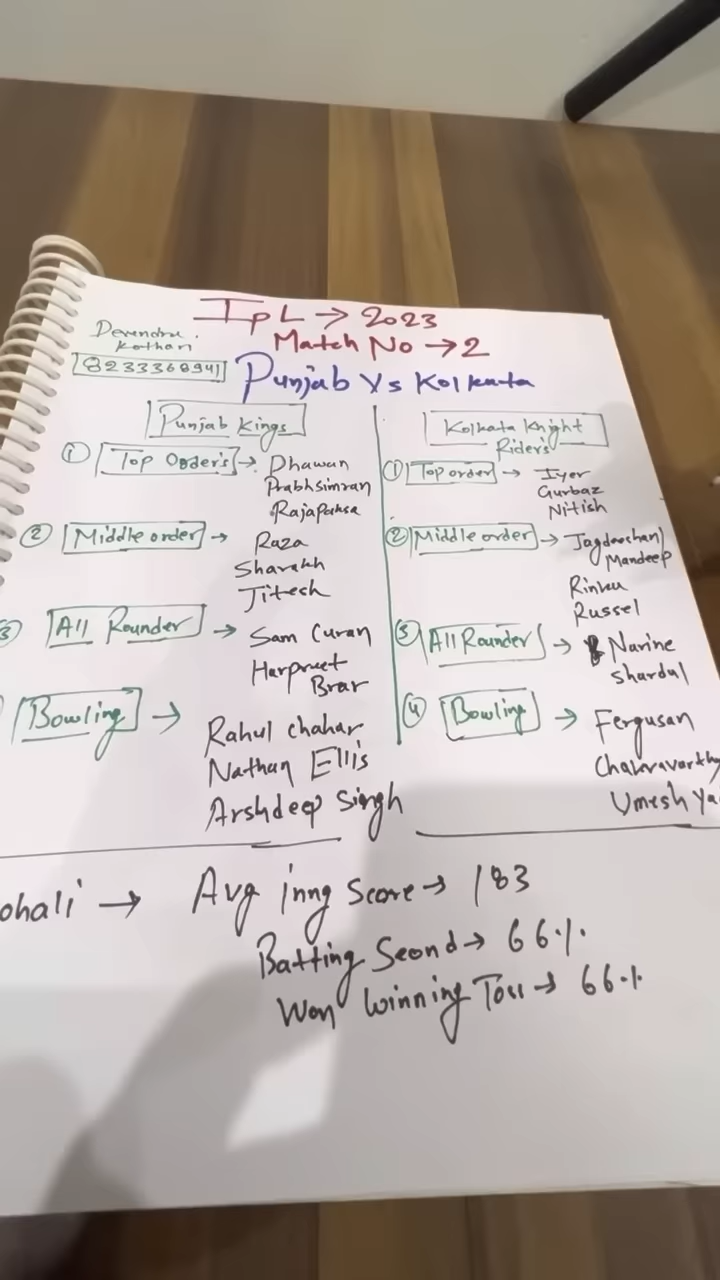 IpL → 2023
Match No → 2
Devendra
Kothari
8233368941
Punjab Vs Kolkata
Punjab Kings
① Top Order's → Dhawan
Prabhsimran
Rajapaksa
② Middle order → Raza
Sharukh
Jitesh
③ All Rounder → Sam Curan
Harpreet
Brar
Bowling → Rahul Chahar
Nathan Ellis
Arshdeep Singh
Kolkata Knight
Rider's
① Top order → Iyer
Gurbaz
Nitish
② Middle order → Jagdeeshan
Mandeep
Rinku
Russel
③ All Rounder → Narine
Shardul
④ Bowling → Fergusan
Chakravarthy
Umesh Ya
ohali → Avg inng Score → 183
Batting Seond → 66%
Won Winning Toss → 66%